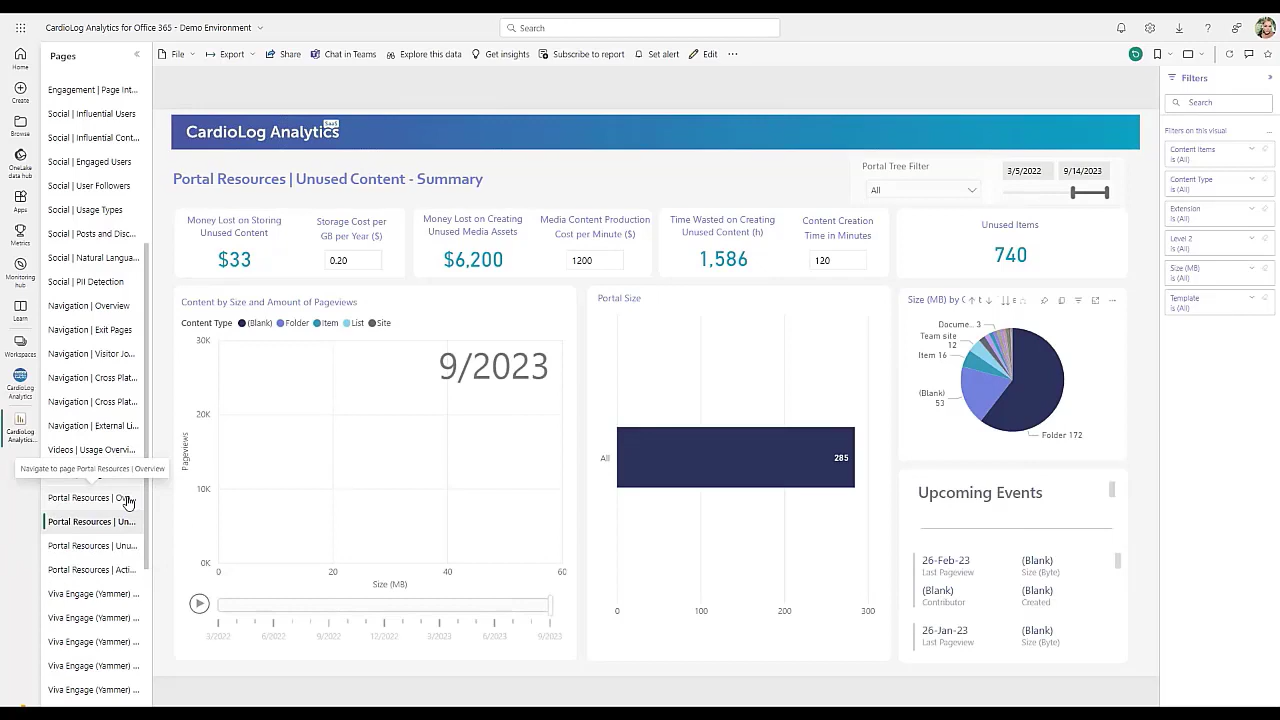 CardioLog Analytics for Office 365 - Demo Environment
Search
Home
Create
Browse
OneLake data hub
Apps
Metrics
Monitoring hub
Learn
Workspaces
CardioLog Analytics
CardioLog Analytics...
Pages
Engagement | Page Int...
Social | Influential Users
Social | Influential Cont...
Social | Engaged Users
Social | User Followers
Social | Usage Types
Social | Posts and Disc...
Social | Natural Langua...
Social | PII Detection
Navigation | Overview
Navigation | Exit Pages
Navigation | Visitor Jo...
Navigation | Cross Plat...
Navigation | Cross Plat...
Navigation | External Li...
Videos | Usage Overvi...
Navigate to page Portal Resources | Overview
Portal Resources | Ov
Portal Resources | Un...
Portal Resources | Unu...
Portal Resources | Acti...
Viva Engage (Yammer) ...
Viva Engage (Yammer) ...
Viva Engage (Yammer) ...
Viva Engage (Yammer) ...
Viva Engage (Yammer) ...
File
Export
Share
Chat in Teams
Explore this data
Get insights
Subscribe to report
Set alert
Edit
...
CardioLog Analytics SaaS
Portal Resources | Unused Content - Summary
Portal Tree Filter
All
3/5/2022
9/14/2023
Money Lost on Storing Unused Content
$33
Storage Cost per GB per Year ($)
0.20
Money Lost on Creating Unused Media Assets
$6,200
Media Content Production Cost per Minute ($)
1200
Time Wasted on Creating Unused Content (h)
1,586
Content Creation Time in Minutes
120
Unused Items
740
Content by Size and Amount of Pageviews
Content Type (Blank) Folder Item List Site
9/2023
30K
20K
10K
0K
Pageviews
0 20 40 60
Size (MB)
3/2022 6/2022 9/2022 12/2022 3/2023 6/2023 9/2023
Portal Size
All
285
0 100 200 300
Size (MB) by C
Docume... 3
Team site 12
Item 16
(Blank) 53
Folder 172
Upcoming Events
26-Feb-23 (Blank)
Last Pageview Size (Byte)
(Blank) (Blank)
Contributor Created
26-Jan-23 (Blank)
Last Pageview Size (Byte)
Filters
Search
Filters on this visual
...
Content Items
is (All)
Content Type
is (All)
Extension
is (All)
Level 2
is (All)
Size (MB)
is (All)
Template
is (All)